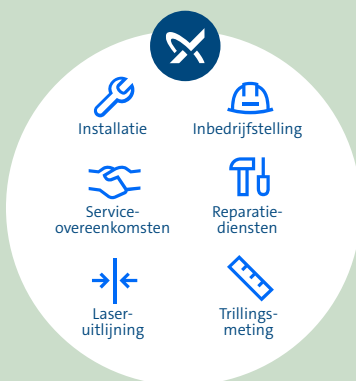 Installatie
Inbedrijfstelling
Service-
overeenkomsten
Reparatie-
diensten
Laser-
uitlijning
Trillings-
meting